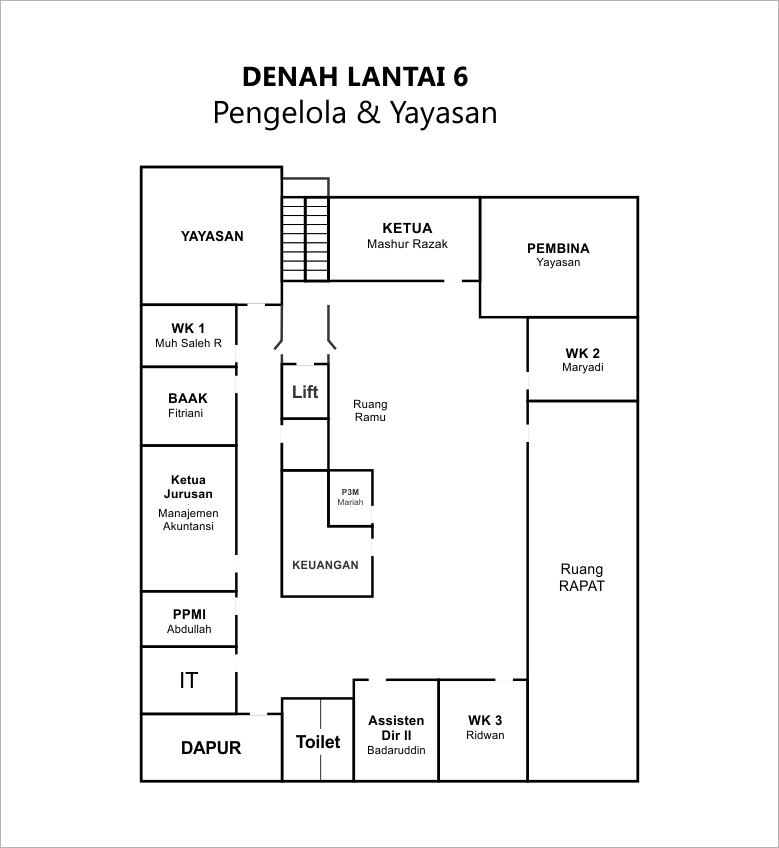 DENAH LANTAI 6
Pengelola & Yayasan
YAYASAN
KETUA
Mashur Razak
PEMBINA
Yayasan
WK 1
Muh Saleh R
WK 2
Maryadi
BAAK
Fitriani
Lift
Ruang
Ramu
Ketua
Jurusan
Manajemen
Akuntansi
P3M
Mariah
KEUANGAN
Ruang
RAPAT
PPMI
Abdullah
IT
DAPUR
Toilet
Assisten
Dir II
Badaruddin
WK 3
Ridwan